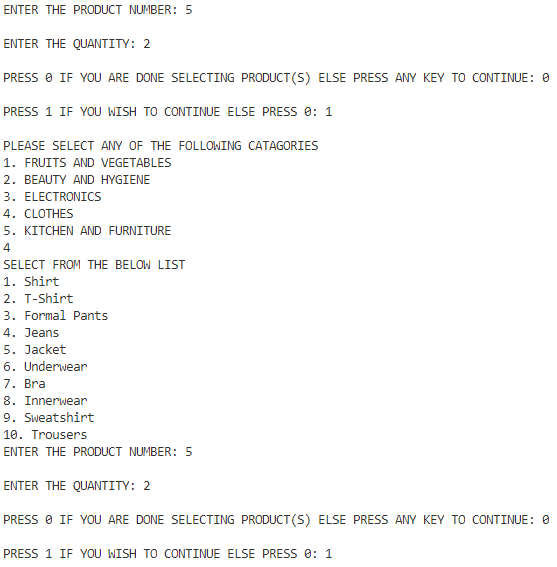 ENTER THE PRODUCT NUMBER: 5
ENTER THE QUANTITY: 2
PRESS 0 IF YOU ARE DONE SELECTING PRODUCT(S) ELSE PRESS ANY KEY TO CONTINUE: 0
PRESS 1 IF YOU WISH TO CONTINUE ELSE PRESS 0: 1
PLEASE SELECT ANY OF THE FOLLOWING CATAGORIES
1. FRUITS AND VEGETABLES
2. BEAUTY AND HYGIENE
3. ELECTRONICS
4. CLOTHES
5. KITCHEN AND FURNITURE
4
SELECT FROM THE BELOW LIST
1. Shirt
2. T-Shirt
3. Formal Pants
4. Jeans
5. Jacket
6. Underwear
7. Bra
8. Innerwear
9. Sweatshirt
10. Trousers
ENTER THE PRODUCT NUMBER: 5
ENTER THE QUANTITY: 2
PRESS 0 IF YOU ARE DONE SELECTING PRODUCT(S) ELSE PRESS ANY KEY TO CONTINUE: 0
PRESS 1 IF YOU WISH TO CONTINUE ELSE PRESS 0: 1